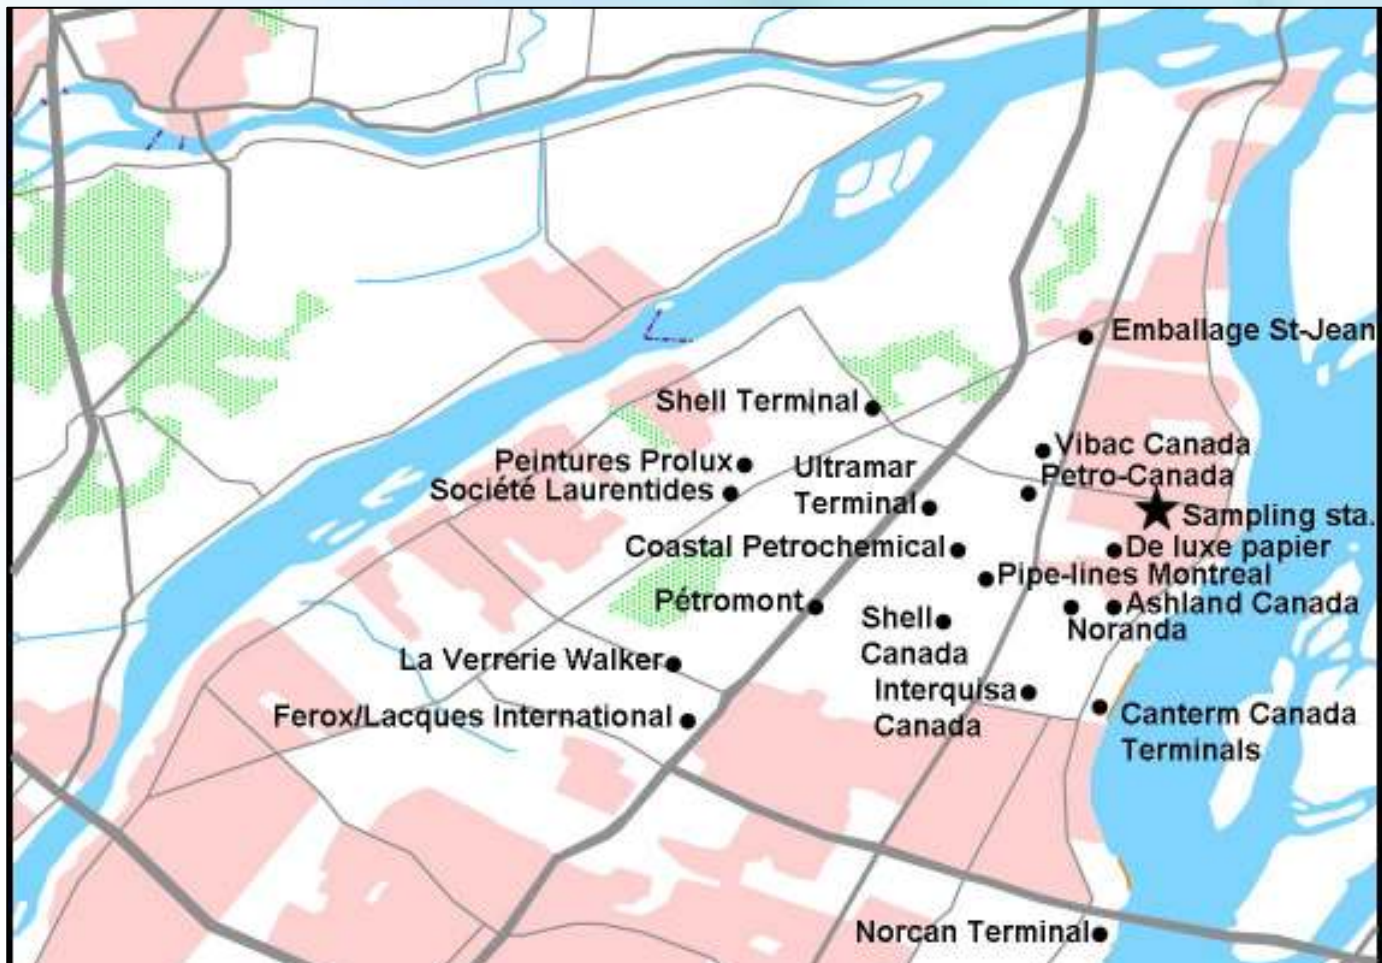 Emballage St-Jean
Shell Terminal
Vibac Canada
Peintures Prolux
Ultramar
Terminal
Petro-Canada
Société Laurentides
Sampling sta.
Coastal Petrochemical
De luxe papier
Pipe-lines Montreal
Pétromont
Shell
Canada
Ashland Canada
Noranda
La Verrerie Walker
Interquisa
Canada
Ferox/Lacques International
Canterm Canada
Terminals
Norcan Terminal